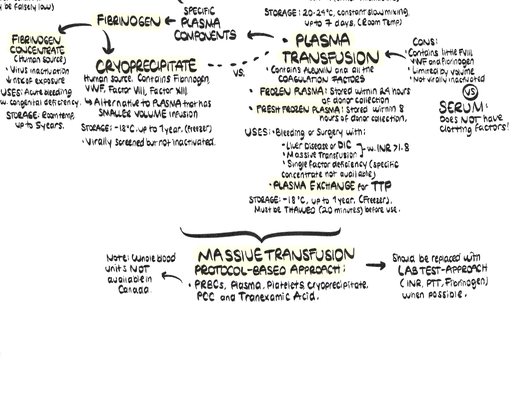 y be falsely low)
SPECIFIC
PLASMA
COMPONENTS
FIBRINOGEN
FIBRINOGEN
CONCENTRATE
(Human source)
• Virus inactivation
↓ risk of exposure
USES: Acute bleeding
w. congenital deficiency.
STORAGE: Room temp.
up to 5 years.
CRYOPRECIPITATE
Human source. Contains Fibrinogen,
VWF, Factor VIII, Factor XIII.
↳ Alternative to PLASMA that has
SMALLER VOLUME infusion
STORAGE: -18°C, up to 1 year. (Freezer)
• Virally screened but not inactivated.
VS.
STORAGE: 20-24°C, constant slow mixing,
up to 7 days. (Room Temp)
PLASMA
TRANSFUSION
• Contains ALBUMIN and all the
COAGULATION FACTORS
• FROZEN PLASMA: Stored within 24 hours
of donor collection
• FRESH FROZEN PLASMA: Stored within 8
hours of donor collection.
USES: • Bleeding or Surgery with:
- Liver Disease or DIC
- Massive Transfusion
w. INR >1.8
- Single factor deficiency (specific
concentrate not available)
• PLASMA EXCHANGE for TTP
STORAGE: -18°C, up to 1 year. (Freezer).
Must be THAWED (20 minutes) before use.
CONS:
• Contains little FVIII
VWF and Fibrinogen
• Limited by volume
• Not virally inactivated
VS
SERUM:
Does NOT have
clotting factors!
Note: Whole blood
units NOT
available in
Canada.
MASSIVE TRANSFUSION
PROTOCOL-BASED APPROACH:
• PRBCs, Plasma, Platelets, Cryoprecipitate,
PCC and Tranexamic Acid.
Should be replaced with
LAB TEST-APPROACH
(INR, PTT, Fibrinogen)
when possible.